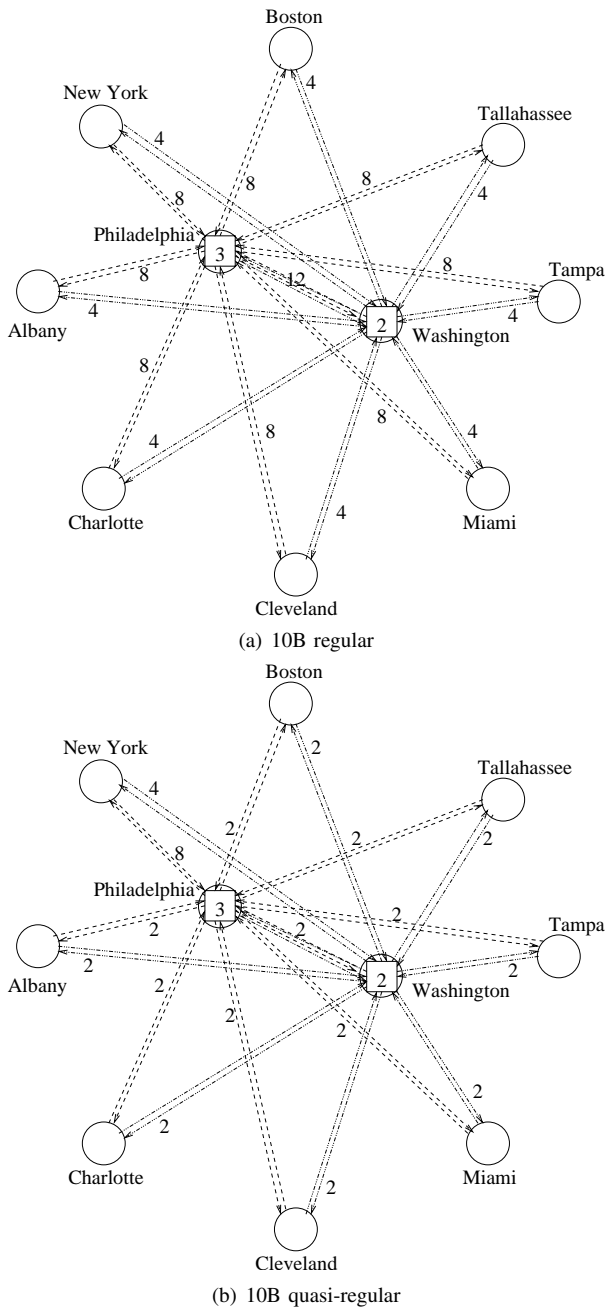 Boston
New York
4
4
Tallahassee
8
8
8
4
Philadelphia
3
12
8
8
Tampa
4
4
Albany
2
Washington
8
8
4
4
8
4
Charlotte
Miami
Cleveland
(a) 10B regular
Boston
New York
2
4
Tallahassee
2
2
2
8
Philadelphia
3
2
2
2
Tampa
2
2
Albany
2
Washington
2
2
2
2
2
2
Charlotte
Miami
Cleveland
(b) 10B quasi-regular